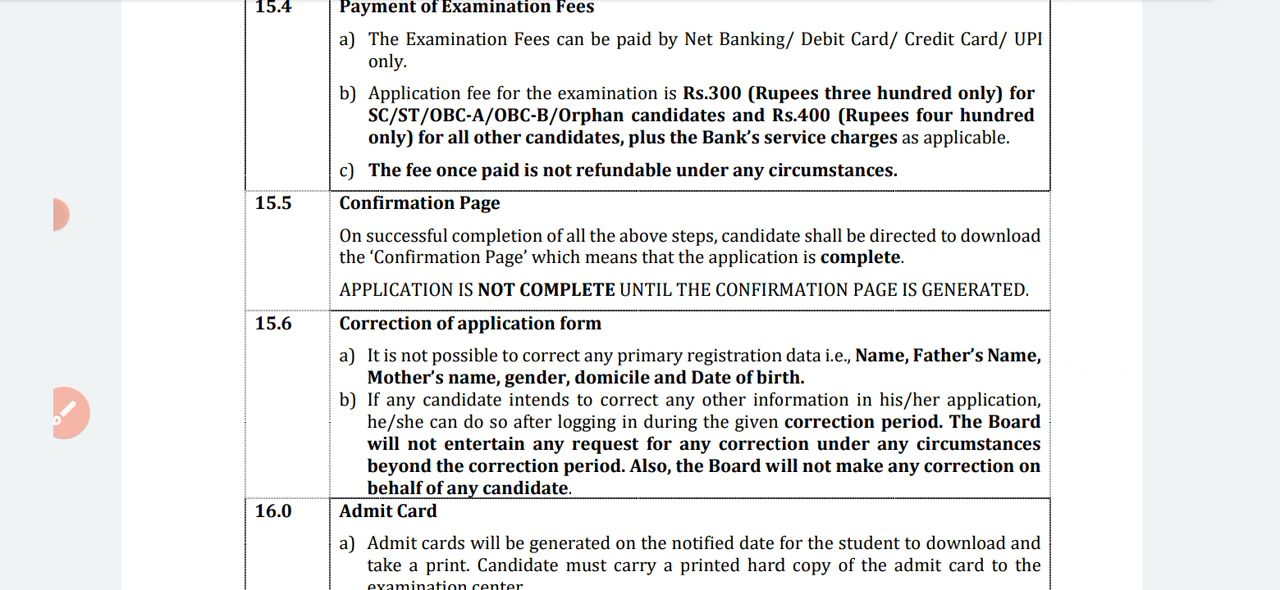 15.4 Payment of Examination Fees
a) The Examination Fees can be paid by Net Banking/ Debit Card/ Credit Card/ UPI
only.
b) Application fee for the examination is Rs.300 (Rupees three hundred only) for
SC/ST/OBC-A/OBC-B/Orphan candidates and Rs.400 (Rupees four hundred
only) for all other candidates, plus the Bank’s service charges as applicable.
c) The fee once paid is not refundable under any circumstances.
15.5 Confirmation Page
On successful completion of all the above steps, candidate shall be directed to download
the ‘Confirmation Page’ which means that the application is complete.
APPLICATION IS NOT COMPLETE UNTIL THE CONFIRMATION PAGE IS GENERATED.
15.6 Correction of application form
a) It is not possible to correct any primary registration data i.e., Name, Father’s Name,
Mother’s name, gender, domicile and Date of birth.
b) If any candidate intends to correct any other information in his/her application,
he/she can do so after logging in during the given correction period. The Board
will not entertain any request for any correction under any circumstances
beyond the correction period. Also, the Board will not make any correction on
behalf of any candidate.
16.0 Admit Card
a) Admit cards will be generated on the notified date for the student to download and
take a print. Candidate must carry a printed hard copy of the admit card to the
examination center.